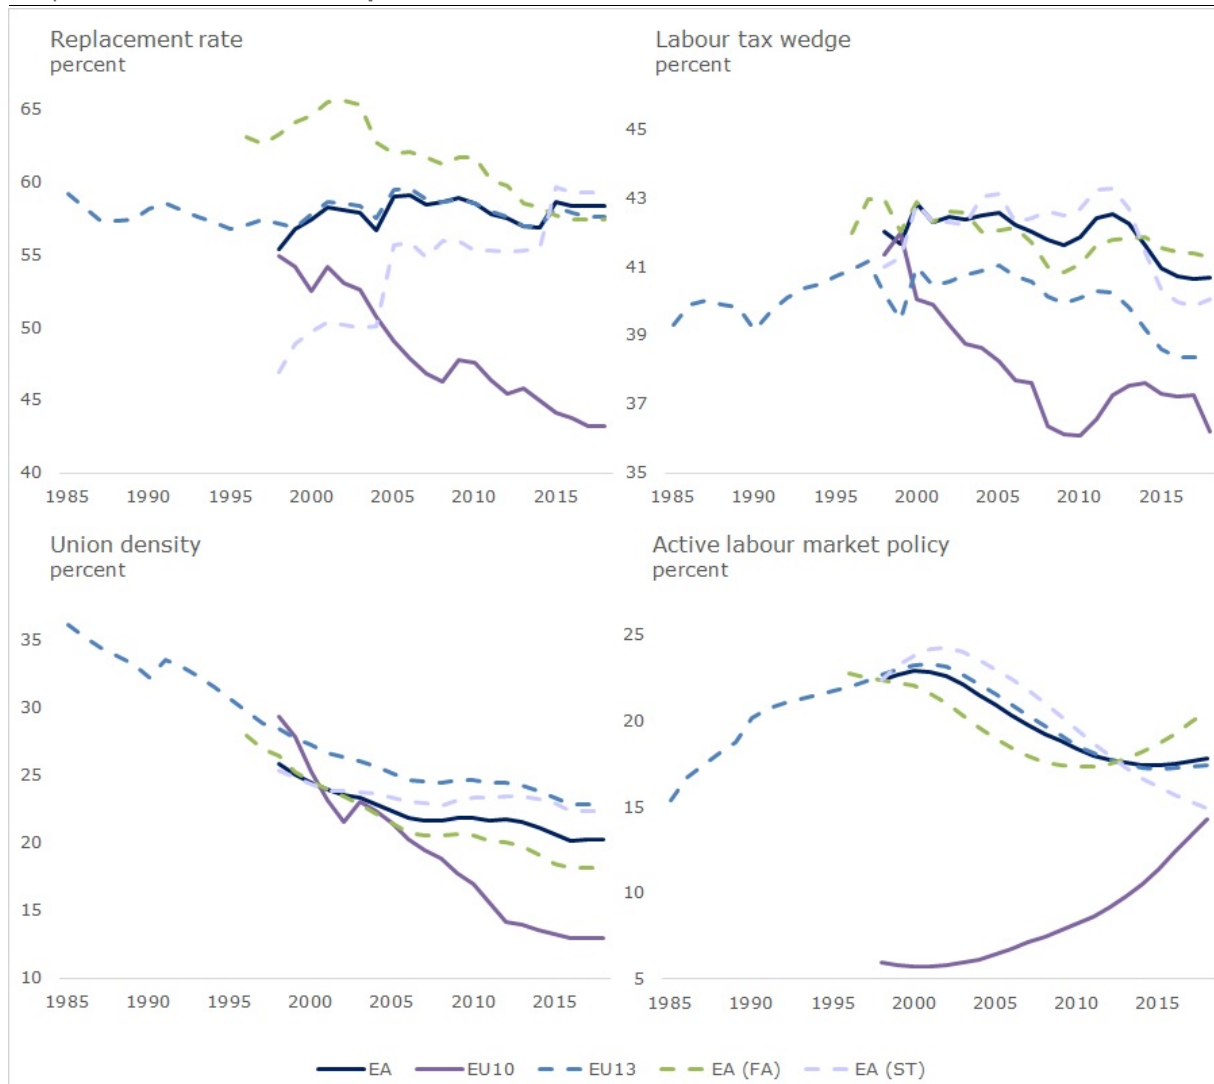 Replacement rate
percent
65
60
55
50
45
40
1985 1990 1995 2000 2005 2010 2015
Labour tax wedge
percent
45
43
41
39
37
35
1985 1990 1995 2000 2005 2010 2015
Union density
percent
35
30
25
20
15
10
1985 1990 1995 2000 2005 2010 2015
Active labour market policy
percent
25
20
15
10
5
1985 1990 1995 2000 2005 2010 2015
EA EU10 EU13 EA (FA) EA (ST)